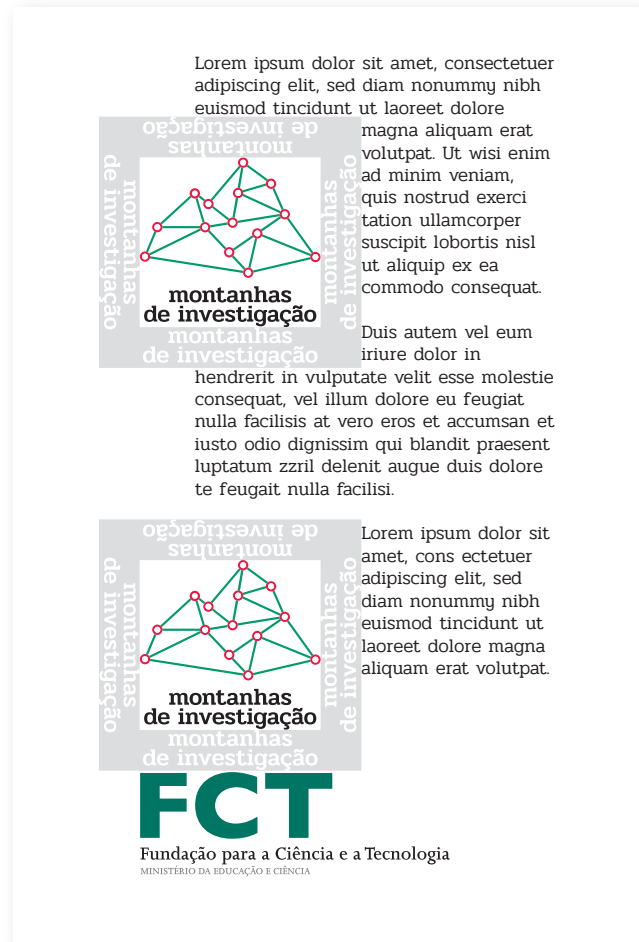 Lorem ipsum dolor sit amet, consectetuer
adipiscing elit, sed diam nonummy nibh
euismod tincidunt ut laoreet dolore
magna aliquam erat
volutpat. Ut wisi enim
ad minim veniam,
quis nostrud exerci
tation ullamcorper
suscipit lobortis nisl
ut aliquip ex ea
commodo consequat.
montanhas
de investigação
montanhas
de investigação
montanhas
de investigação
montanhas
de investigação
montanhas
de investigação
Duis autem vel eum
iriure dolor in
hendrerit in vulputate velit esse molestie
consequat, vel illum dolore eu feugiat
nulla facilisis at vero eros et accumsan et
iusto odio dignissim qui blandit praesent
luptatum zzril delenit augue duis dolore
te feugait nulla facilisi.
Lorem ipsum dolor sit
amet, cons ectetuer
adipiscing elit, sed
diam nonummy nibh
euismod tincidunt ut
laoreet dolore magna
aliquam erat volutpat.
montanhas
de investigação
montanhas
de investigação
montanhas
de investigação
montanhas
de investigação
montanhas
de investigação
FCT
Fundação para a Ciência e a Tecnologia
MINISTÉRIO DA EDUCAÇÃO E CIÊNCIA